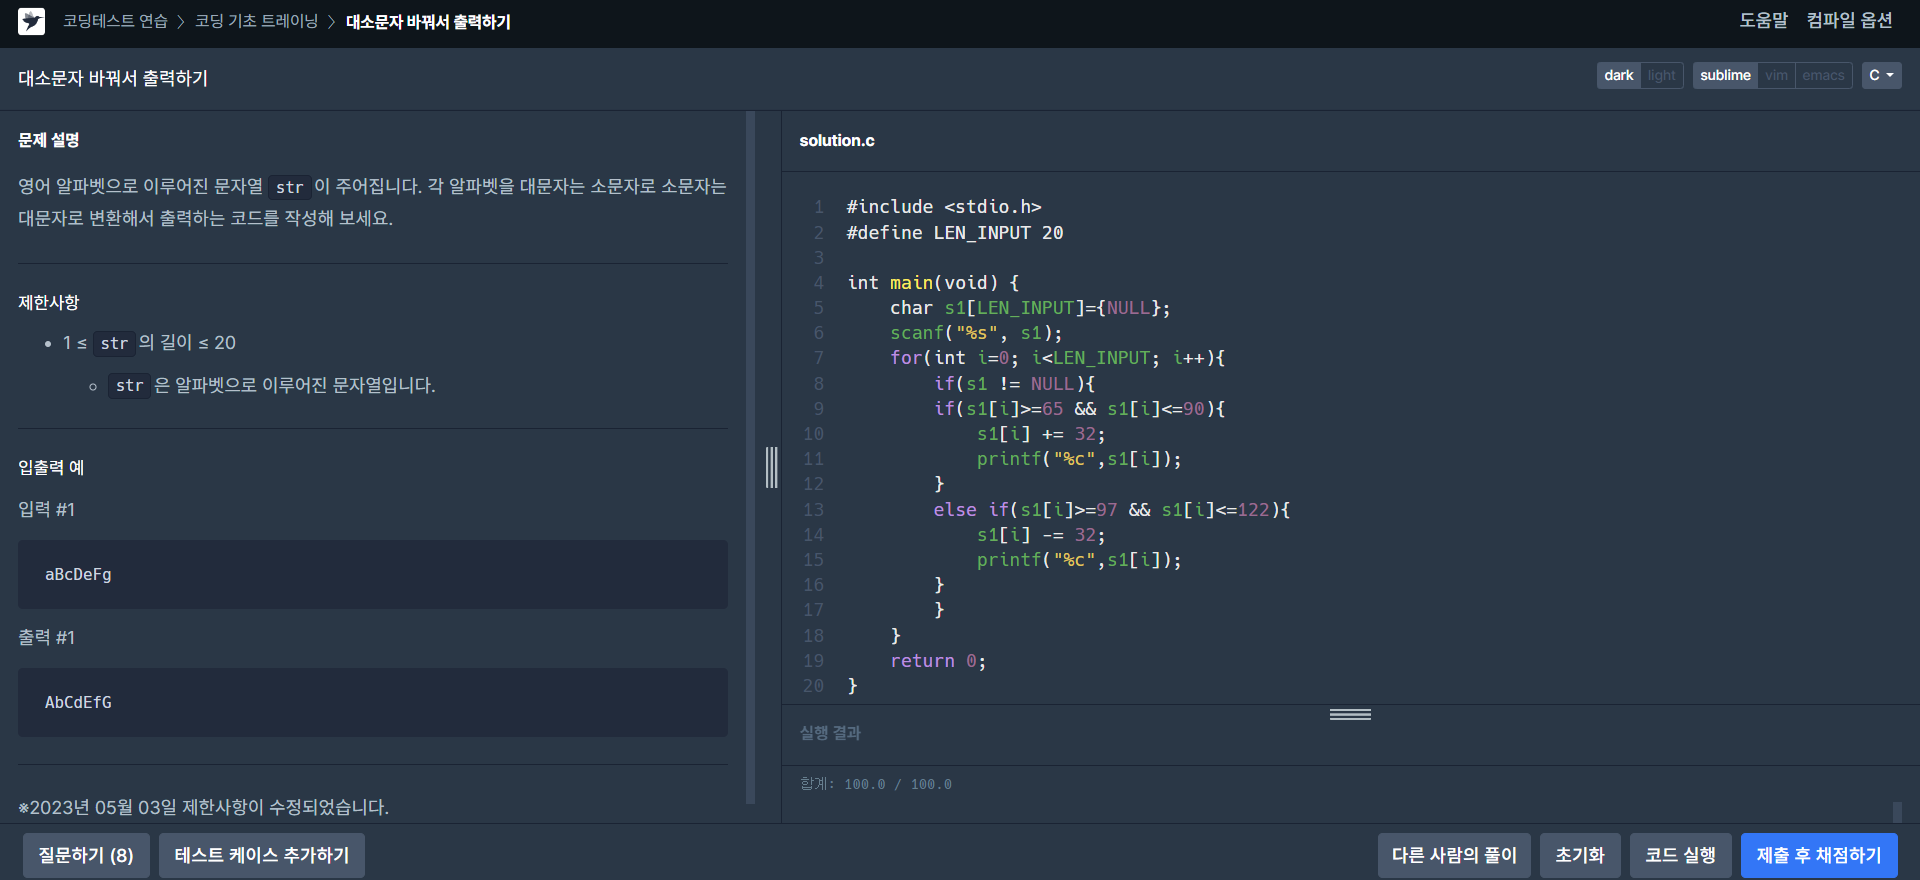 코딩테스트 연습 > 코딩 기초 트레이닝 > 대소문자 바꿔서 출력하기
도움말 컴파일 옵션
대소문자 바꿔서 출력하기
dark light sublime vim emacs C
문제 설명
영어 알파벳으로 이루어진 문자열 str이 주어집니다. 각 알파벳을 대문자는 소문자로 소문자는
대문자로 변환해서 출력하는 코드를 작성해 보세요.
제한사항
• 1 ≤ str의 길이 ≤ 20
◦ str은 알파벳으로 이루어진 문자열입니다.
입출력 예
입력 #1
aBcDeFg
출력 #1
AbCdEfG
※2023년 05월 03일 제한사항이 수정되었습니다.
solution.c
1 #include <stdio.h>
2 #define LEN_INPUT 20
3
4 int main(void) {
5     char s1[LEN_INPUT]={NULL};
6     scanf("%s", s1);
7     for(int i=0; i<LEN_INPUT; i++){
8         if(s1 != NULL){
9         if(s1[i]>=65 && s1[i]<=90){
10             s1[i] += 32;
11             printf("%c",s1[i]);
12         }
13         else if(s1[i]>=97 && s1[i]<=122){
14             s1[i] -= 32;
15             printf("%c",s1[i]);
16         }
17         }
18     }
19     return 0;
20 }
실행 결과
합계: 100.0 / 100.0
질문하기 (8) 테스트 케이스 추가하기
다른 사람의 풀이 초기화 코드 실행 제출 후 채점하기